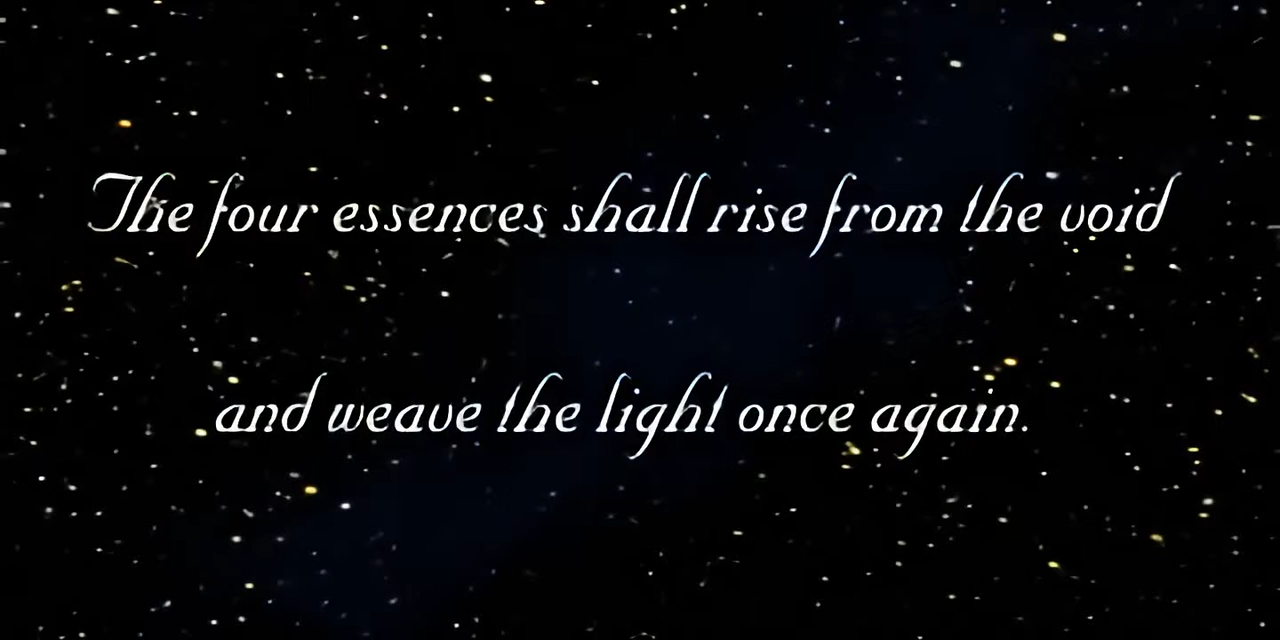 The four essences shall rise from the void
and weave the light once again.